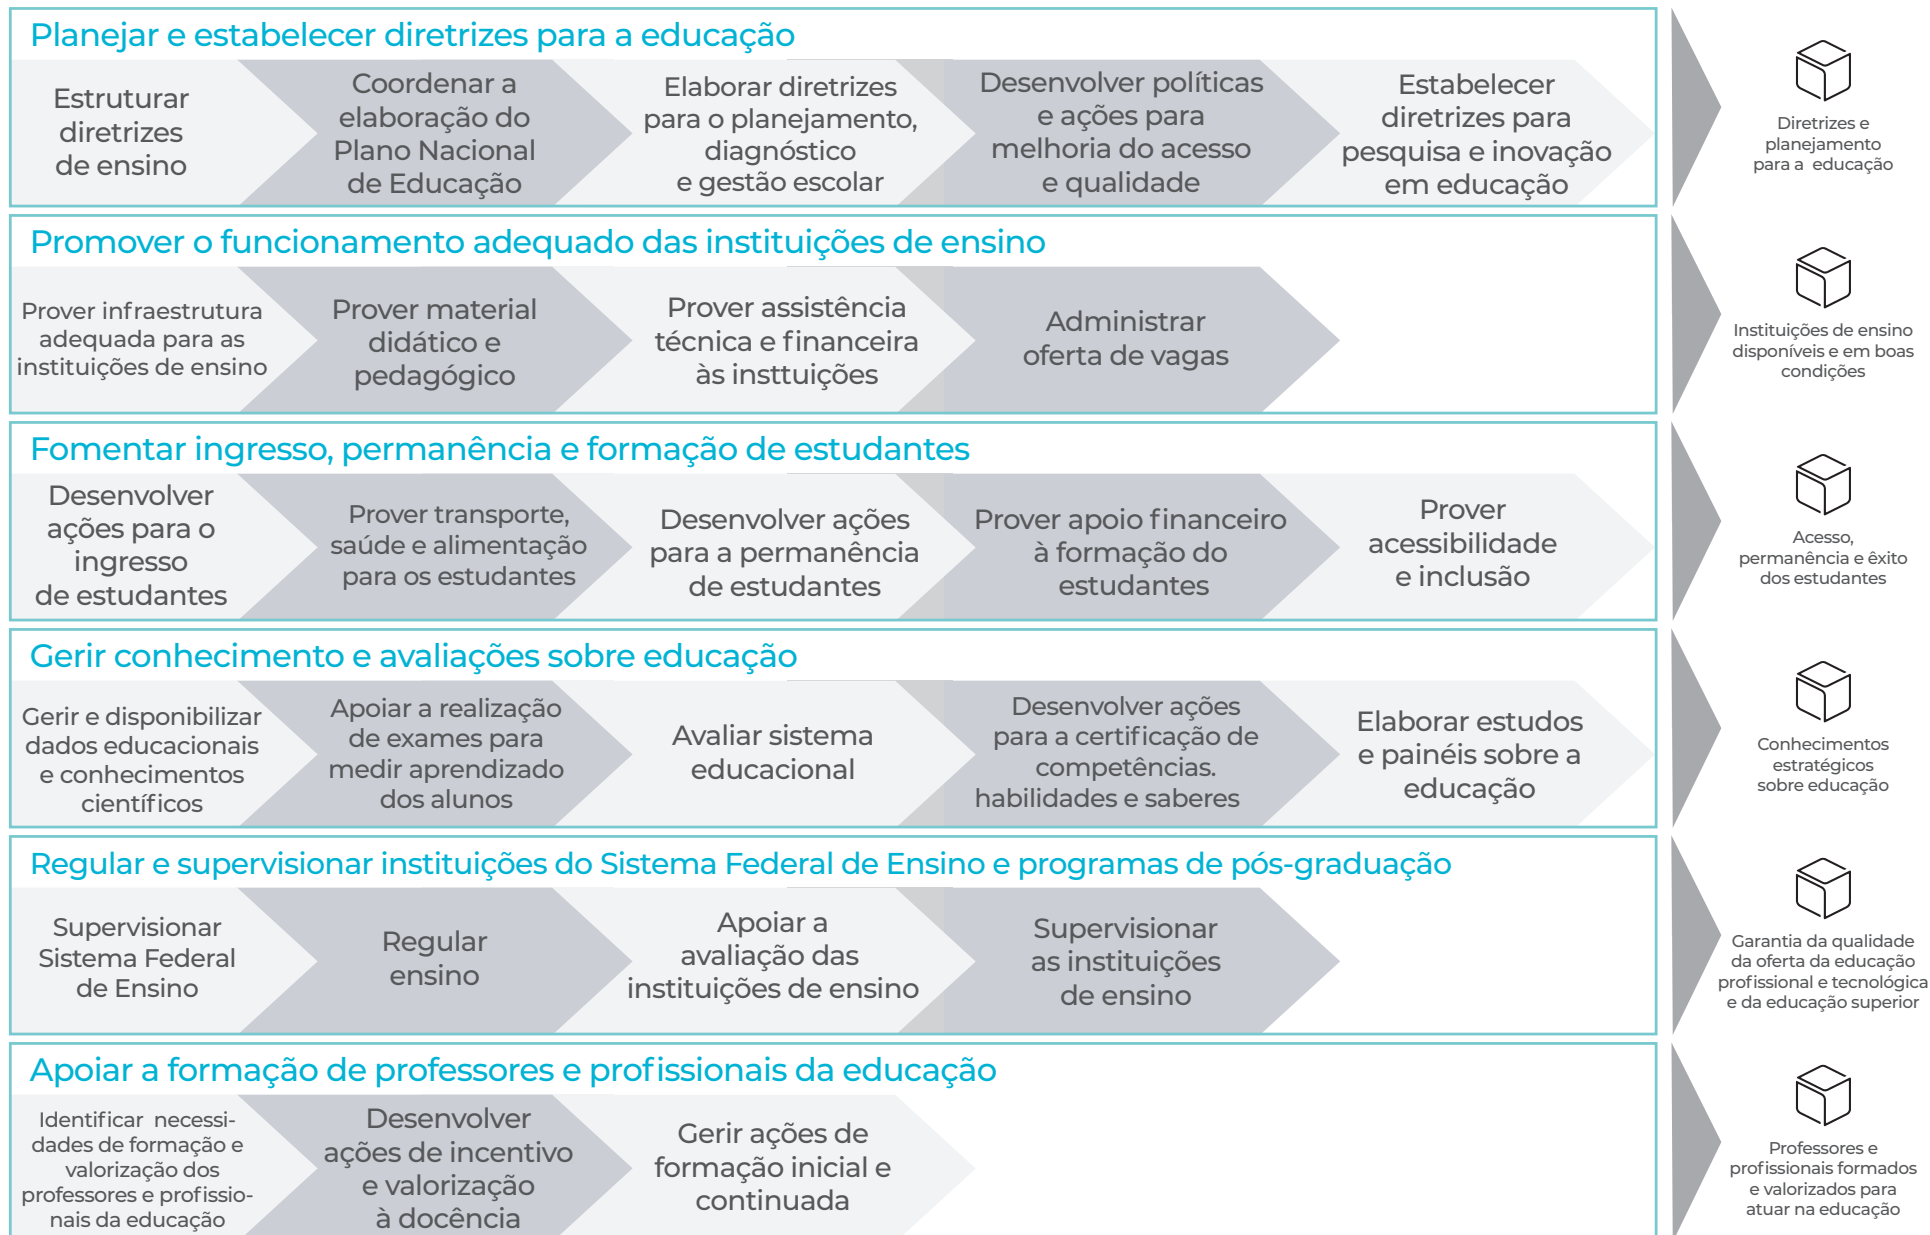 Planejar e estabelecer diretrizes para a educação
Estruturar
diretrizes
de ensino
Coordenar a
elaboração do
Plano Nacional
de Educação
Elaborar diretrizes
para o planejamento,
diagnóstico
e gestão escolar
Desenvolver políticas
e ações para
melhoria do acesso
e qualidade
Estabelecer
diretrizes para
pesquisa e inovação
em educação
Diretrizes e
planejamento
para a educação
Promover o funcionamento adequado das instituições de ensino
Prover infraestrutura
adequada para as
instituições de ensino
Prover material
didático e
pedagógico
Prover assistência
técnica e financeira
às insttuições
Administrar
oferta de vagas
Instituições de ensino
disponíveis e em boas
condições
Fomentar ingresso, permanência e formação de estudantes
Desenvolver
ações para o
ingresso
de estudantes
Prover transporte,
saúde e alimentação
para os estudantes
Desenvolver ações
para a permanência
de estudantes
Prover apoio financeiro
à formação do
estudantes
Prover
acessibilidade
e inclusão
Acesso,
permanência e êxito
dos estudantes
Gerir conhecimento e avaliações sobre educação
Gerir e disponibilizar
dados educacionais
e conhecimentos
científicos
Apoiar a realização
de exames para
medir aprendizado
dos alunos
Avaliar sistema
educacional
Desenvolver ações
para a certificação de
competências.
habilidades e saberes
Elaborar estudos
e painéis sobre a
educação
Conhecimentos
estratégicos
sobre educação
Regular e supervisionar instituições do Sistema Federal de Ensino e programas de pós-graduação
Supervisionar
Sistema Federal
de Ensino
Regular
ensino
Apoiar a
avaliação das
instituições de ensino
Supervisionar
as instituições
de ensino
Garantia da qualidade
da oferta da educação
profissional e tecnológica
e da educação superior
Apoiar a formação de professores e profissionais da educação
Identificar necessi-
dades de formação e
valorização dos
professores e profissio-
nais da educação
Desenvolver
ações de incentivo
e valorização
à docência
Gerir ações de
formação inicial e
continuada
Professores e
profissionais formados
e valorizados para
atuar na educação